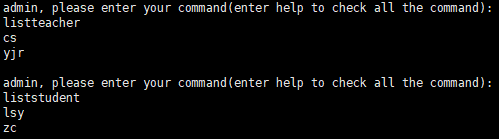 admin, please enter your command(enter help to check all the command):
listteacher
cs
yjr
admin, please enter your command(enter help to check all the command):
liststudent
lsy
zc